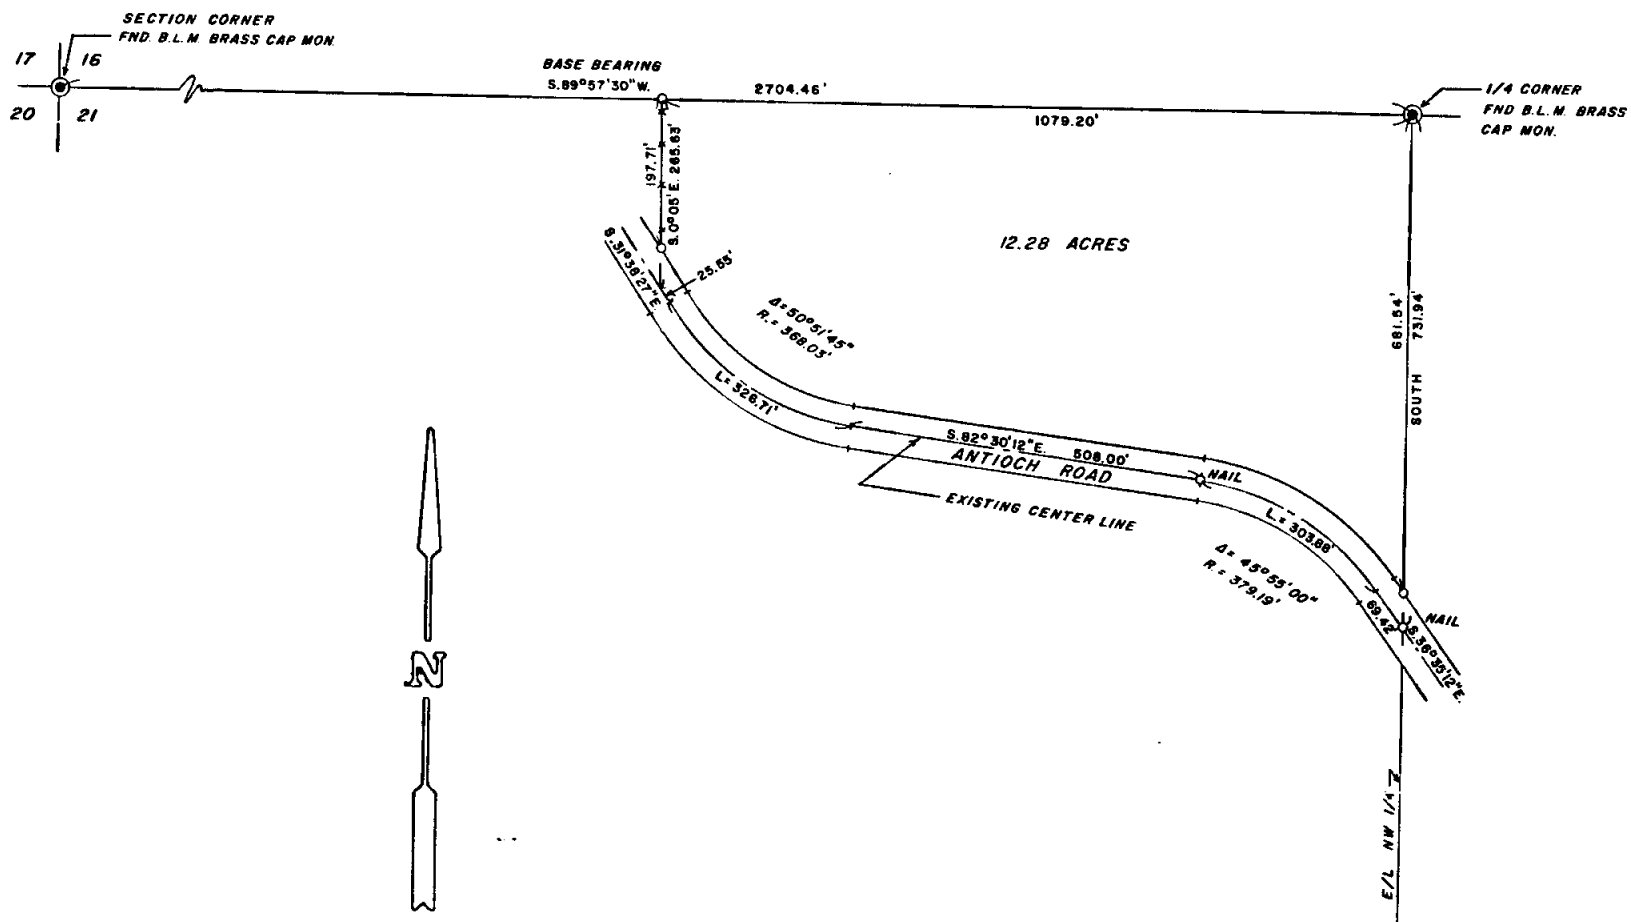 SECTION CORNER
FND. B.L.M. BRASS CAP MON.
17 16
20 21
BASE BEARING
S.89°57'30"W.
2704.46'
1079.20'
1/4 CORNER
FND B.L.M. BRASS
CAP MON.
197.71'
S.0°05'E. 265.63'
12.28 ACRES
S.31°38'27"E.
25.55'
Δ=50°51'45"
R.= 368.03'
L= 326.71'
681.54'
SOUTH 731.94'
S.82°30'12"E. 508.00'
ANTIOCH ROAD
NAIL
EXISTING CENTER LINE
L.= 303.88'
Δ= 45°55'00"
R.= 379.19'
69.42
NAIL
S.36°35'12"E.
N
E/L NW 1/4